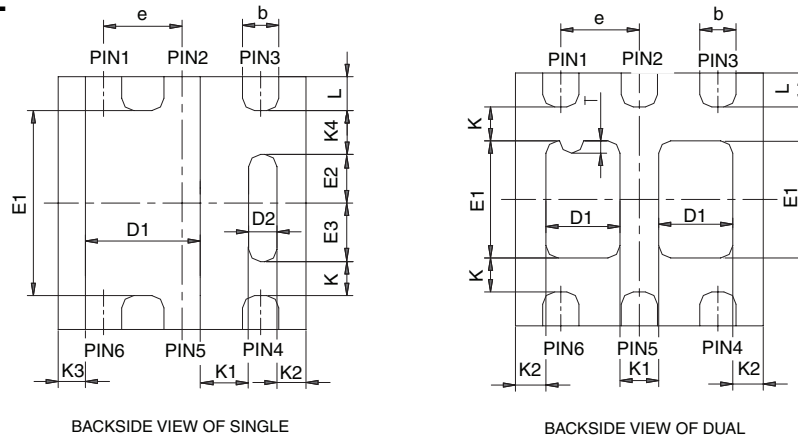 e
b
PIN1
PIN2
PIN3
L
K4
E2
E1
D1
D2
E3
K
PIN6
PIN5
PIN4
K3
K1
K2
BACKSIDE VIEW OF SINGLE
e
b
PIN1
PIN2
PIN3
T
L
K
E1
D1
D1
E1
K
PIN6
PIN5
PIN4
K2
K1
K2
BACKSIDE VIEW OF DUAL